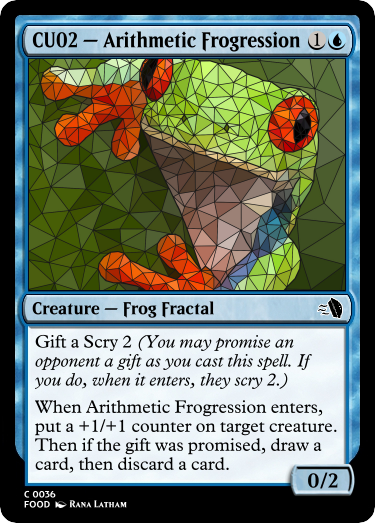 CU02 — Arithmetic Frogression 1
Creature — Frog Fractal
Gift a Scry 2 (You may promise an
opponent a gift as you cast this spell. If
you do, when it enters, they scry 2.)
When Arithmetic Frogression enters,
put a +1/+1 counter on target creature.
Then if the gift was promised, draw a
card, then discard a card.
0/2
C 0036
FOOD Rana Latham